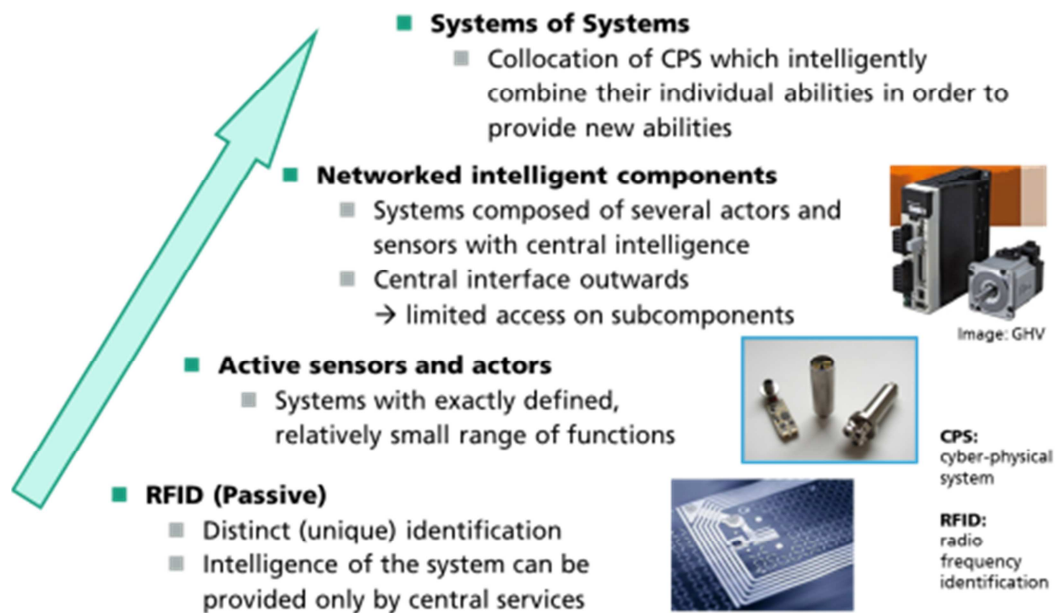 Systems of Systems
Collocation of CPS which intelligently
combine their individual abilities in order to
provide new abilities
Networked intelligent components
Systems composed of several actors and
sensors with central intelligence
Central interface outwards
→ limited access on subcomponents
Image: GHV
Active sensors and actors
Systems with exactly defined,
relatively small range of functions
CPS:
cyber-physical
system
RFID (Passive)
Distinct (unique) identification
Intelligence of the system can be
provided only by central services
RFID:
radio
frequency
identification